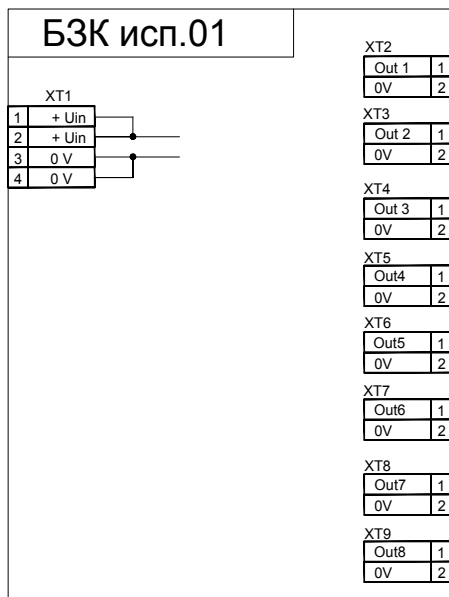 БЗК исп.01
XT1
1 + Uin
2 + Uin
3 0 V
4 0 V
XT2
Out 1 1
0V 2
XT3
Out 2 1
0V 2
XT4
Out 3 1
0V 2
XT5
Out4 1
0V 2
XT6
Out5 1
0V 2
XT7
Out6 1
0V 2
XT8
Out7 1
0V 2
XT9
Out8 1
0V 2